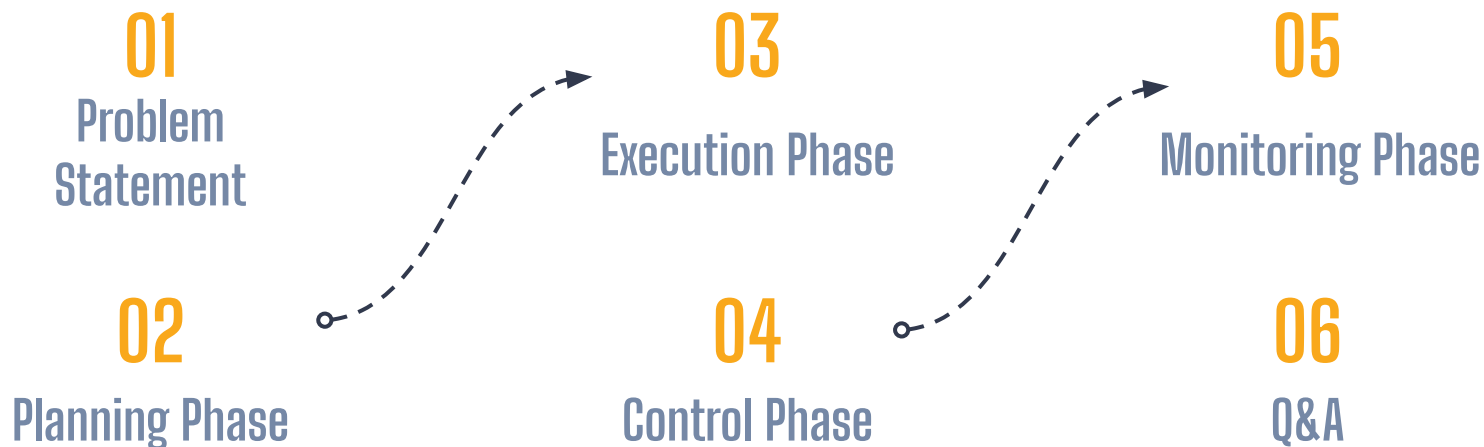 01
Problem
Statement
02
Planning Phase
03
Execution Phase
04
Control Phase
05
Monitoring Phase
06
Q&A